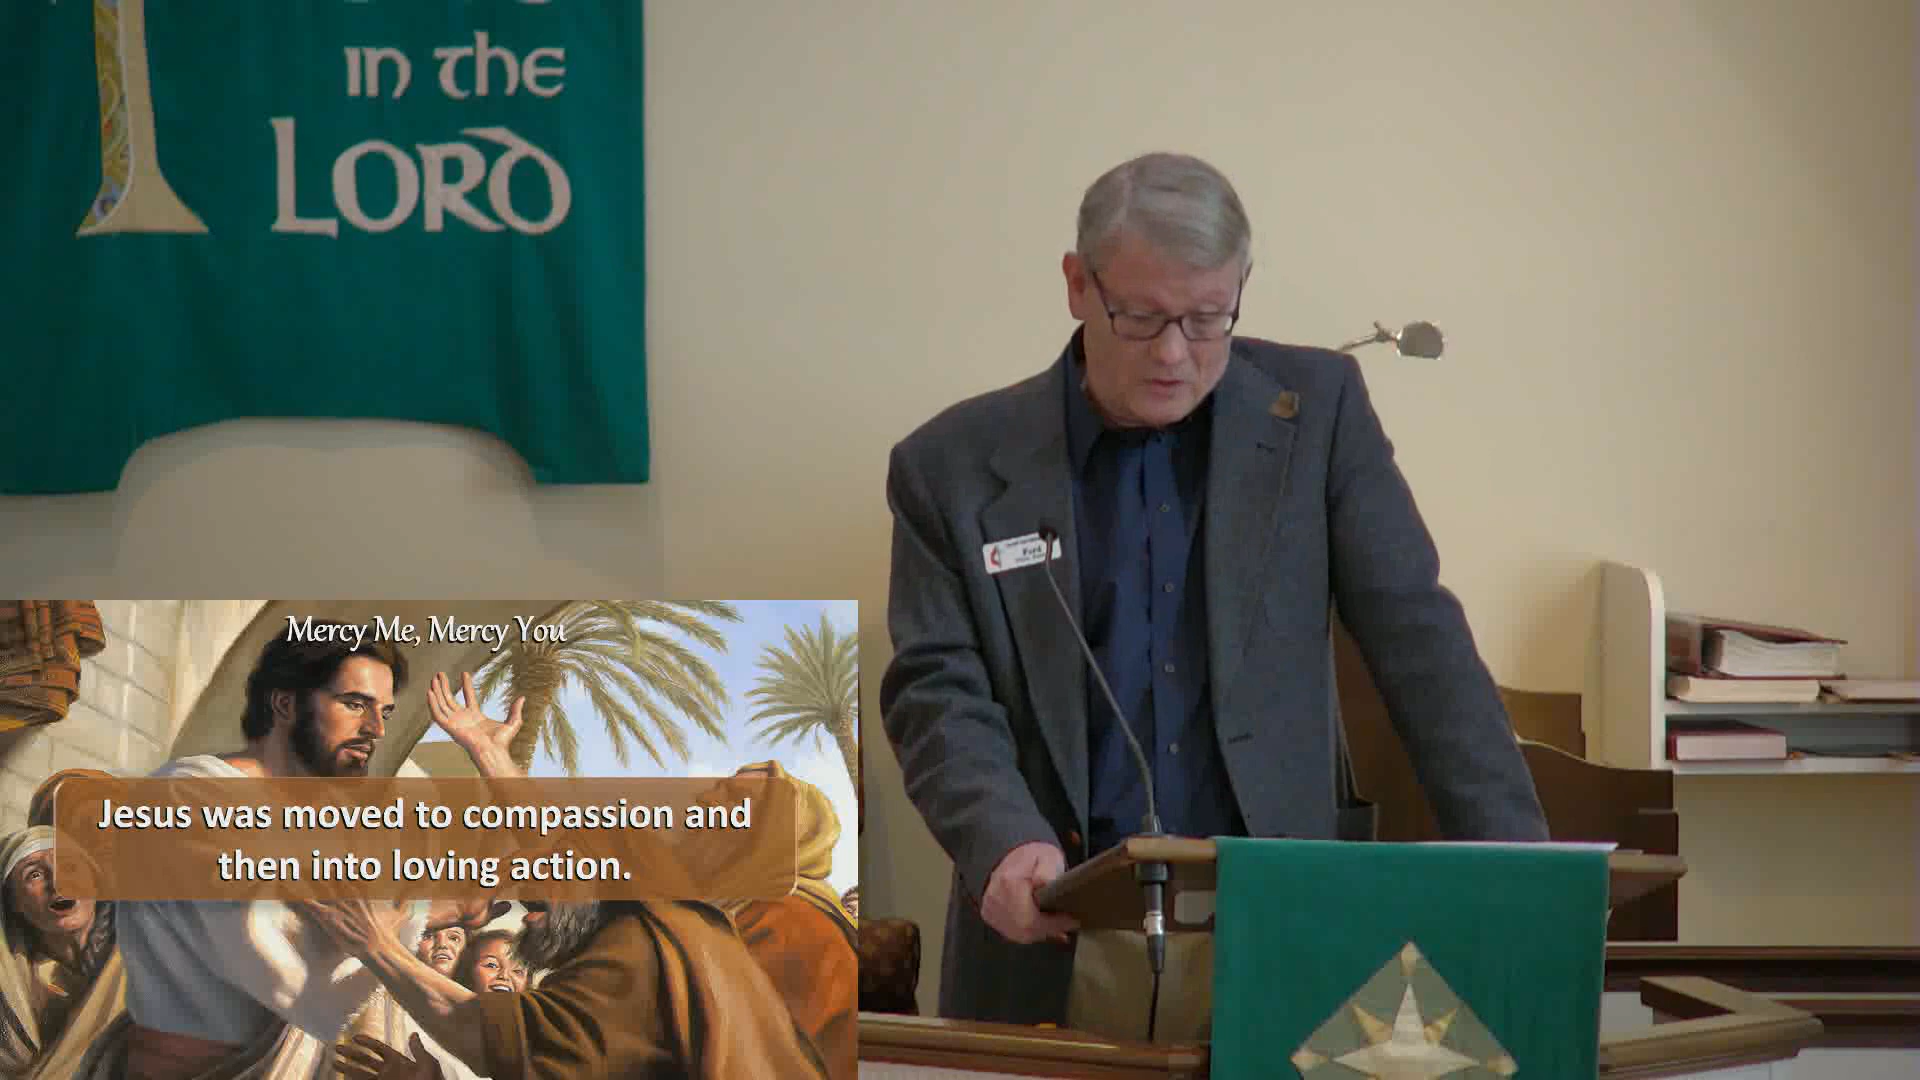 in the
LORD
Mercy Me, Mercy You
Jesus was moved to compassion and
then into loving action.